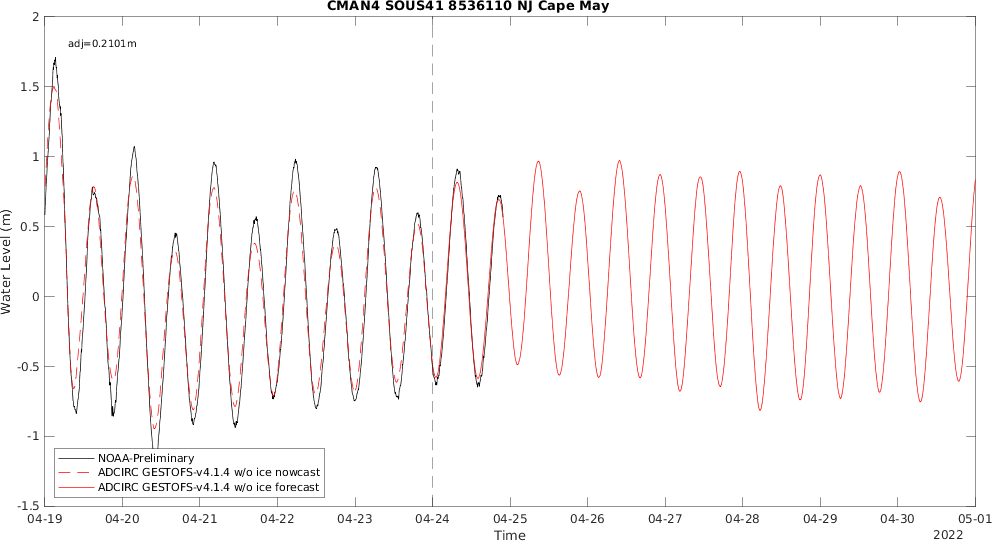 CMAN4 SOUS41 8536110 NJ Cape May
adj=0.2101m
Water Level (m)
2
1.5
1
0.5
0
-0.5
-1
-1.5
NOAA-Preliminary
ADCIRC GESTOFS-v4.1.4 w/o ice nowcast
ADCIRC GESTOFS-v4.1.4 w/o ice forecast
04-19 04-20 04-21 04-22 04-23 04-24 04-25 04-26 04-27 04-28 04-29 04-30 05-01
Time
2022